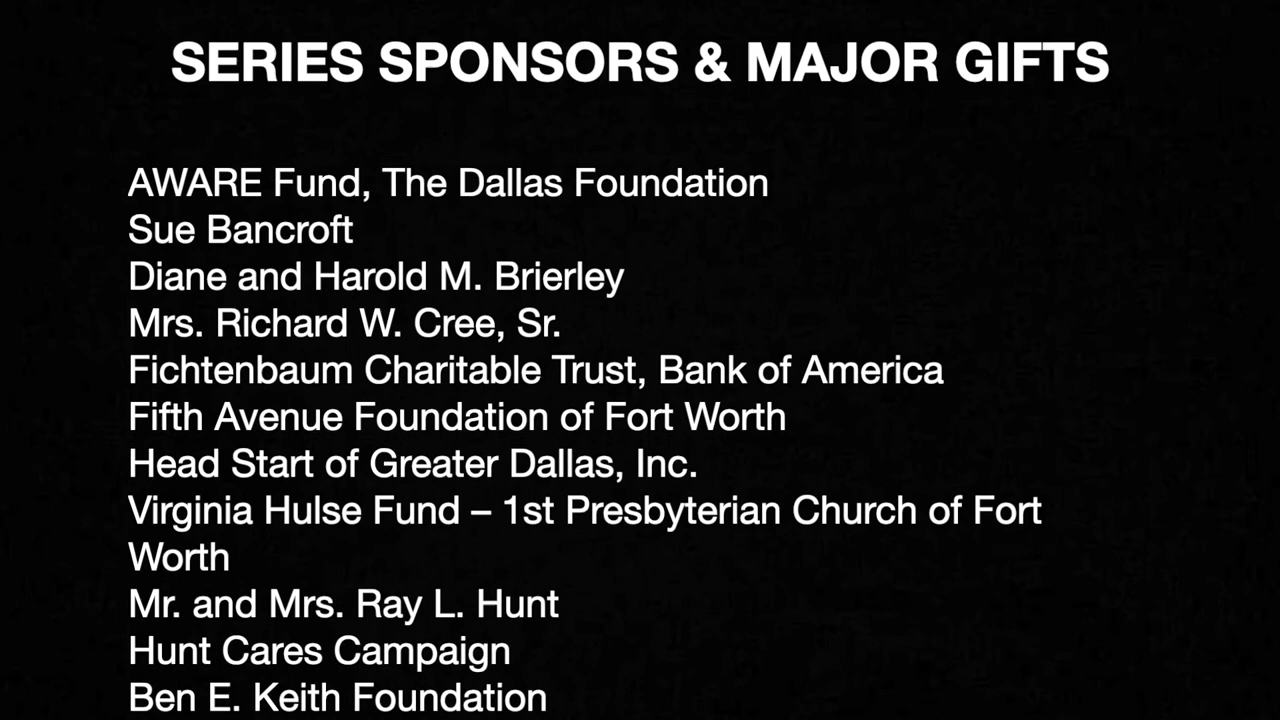 SERIES SPONSORS & MAJOR GIFTS
AWARE Fund, The Dallas Foundation
Sue Bancroft
Diane and Harold M. Brierley
Mrs. Richard W. Cree, Sr.
Fichtenbaum Charitable Trust, Bank of America
Fifth Avenue Foundation of Fort Worth
Head Start of Greater Dallas, Inc.
Virginia Hulse Fund – 1st Presbyterian Church of Fort
Worth
Mr. and Mrs. Ray L. Hunt
Hunt Cares Campaign
Ben E. Keith Foundation